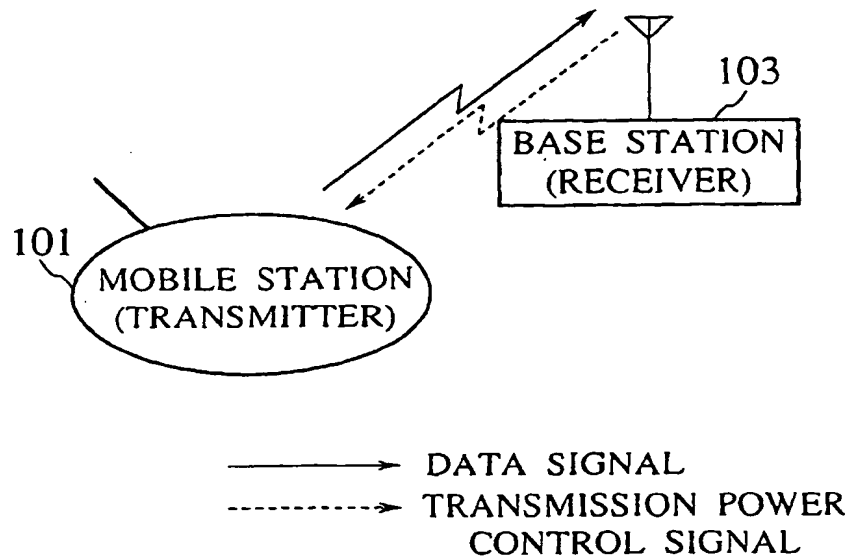 103
BASE STATION
(RECEIVER)
101
MOBILE STATION
(TRANSMITTER)
DATA SIGNAL
TRANSMISSION POWER
CONTROL SIGNAL